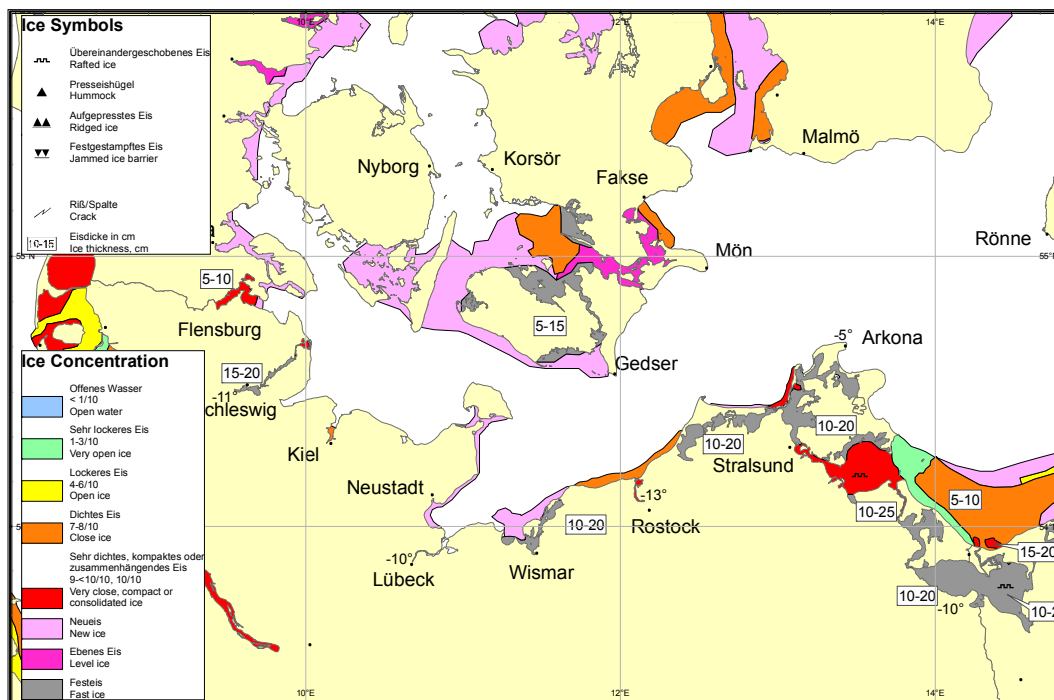 Ice Symbols
Übereinandergeschobenes Eis
Rafted ice
Presseishügel
Hummock
Aufgepresstes Eis
Ridged ice
Festgestampftes Eis
Jammed ice barrier
Riß/Spalte
Crack
10-15
Eisdicke in cm
Ice thickness, cm
Ice Concentration
Offenes Wasser
< 1/10
Open water
Sehr lockeres Eis
1-3/10
Very open ice
Lockeres Eis
4-6/10
Open ice
Dichtes Eis
7-8/10
Close ice
Sehr dichtes, kompaktes oder
zusammenhängendes Eis
9-<10/10, 10/10
Very close, compact or
consolidated ice
Neueis
New ice
Ebenes Eis
Level ice
Festeis
Fast ice
10°E
12°E
14°E
Malmö
Korsör
Nyborg
Fakse
Rönne
Mön
55°N
55°
5-10
Flensburg
5-15
-5°
Arkona
Gedser
15-20
-11°
chleswig
10-20
10-20
Kiel
Stralsund
Neustadt
-13°
10-25
5-10
Rostock
10-20
15-20
-10°
Lübeck
Wismar
10-20
-10°
10-2
10°E
12°E
14°E